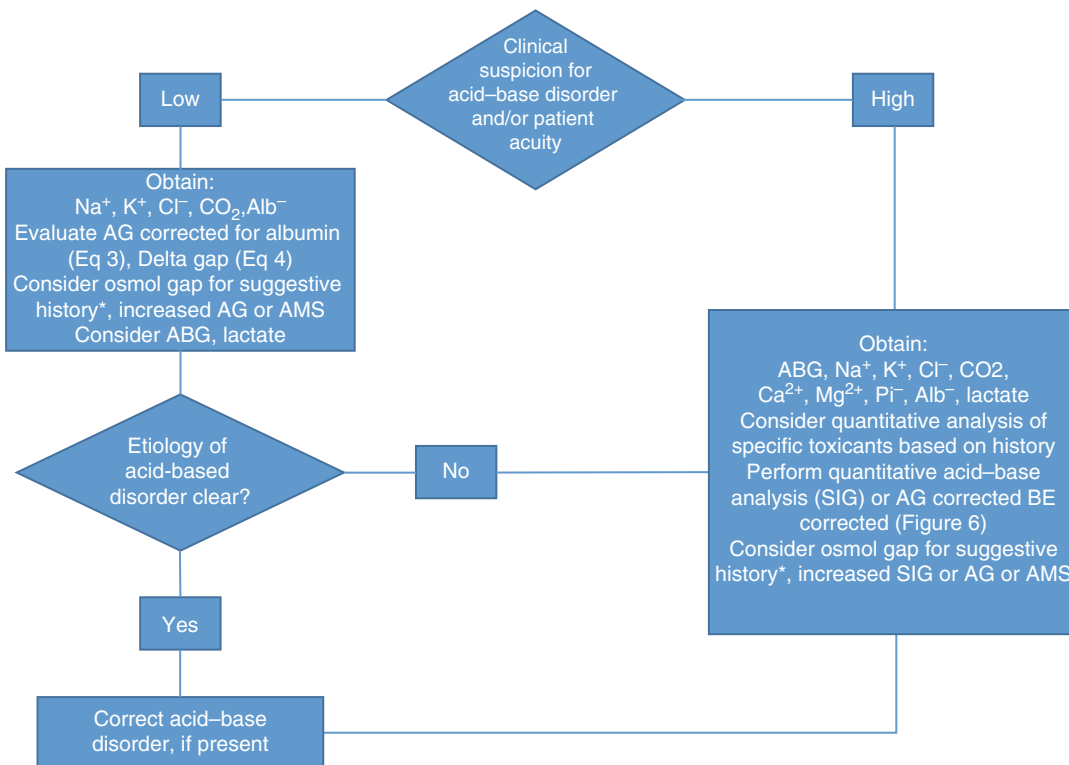 Clinical
suspicion for
acid–base disorder
and/or patient
acuity
Low
High
Obtain:
Na⁺, K⁺, Cl⁻, CO₂,Alb⁻
Evaluate AG corrected for albumin
(Eq 3), Delta gap (Eq 4)
Consider osmol gap for suggestive
history*, increased AG or AMS
Consider ABG, lactate
Etiology of
acid-based
disorder clear?
No
Obtain:
ABG, Na⁺, K⁺, Cl⁻, CO2,
Ca²⁺, Mg²⁺, Pi⁻, Alb⁻, lactate
Consider quantitative analysis of
specific toxicants based on history
Perform quantitative acid–base
analysis (SIG) or AG corrected BE
corrected (Figure 6)
Consider osmol gap for suggestive
history*, increased SIG or AG or AMS
Yes
Correct acid–base
disorder, if present